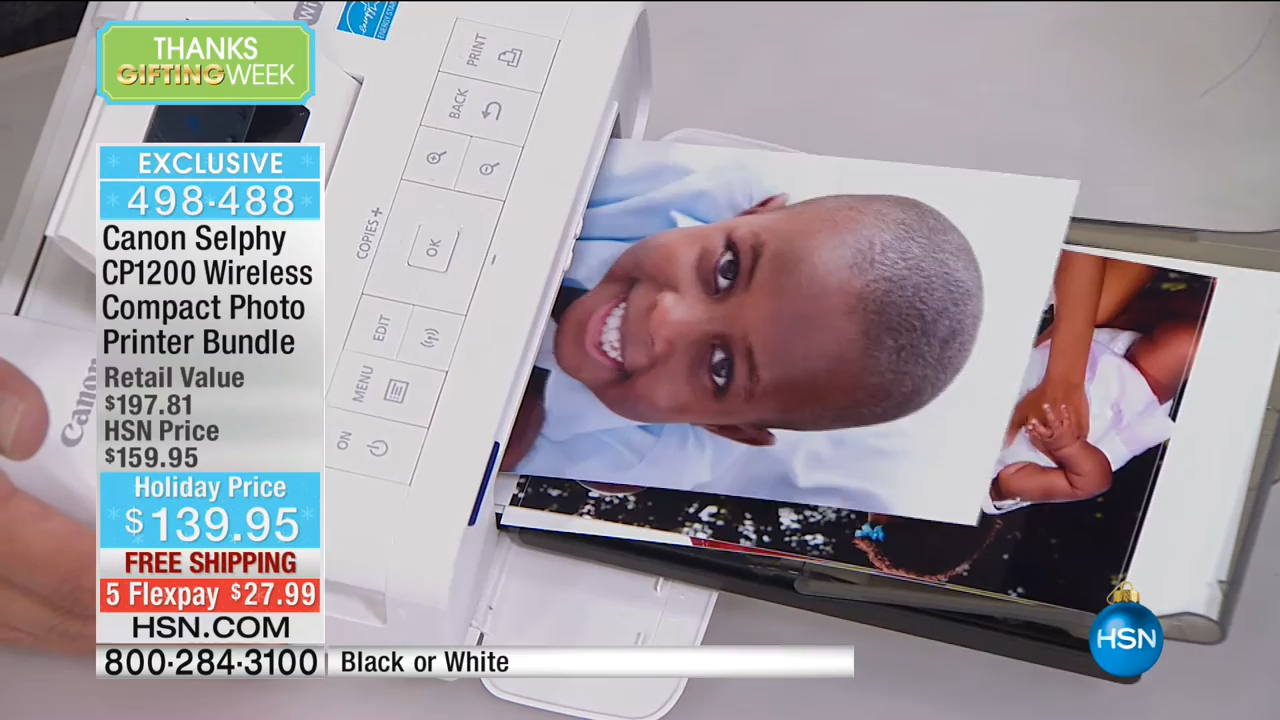 THANKS
GIFTING WEEK
EXCLUSIVE
498-488
Canon Selphy
CP1200 Wireless
Compact Photo
Printer Bundle
Retail Value
$197.81
HSN Price
$159.95
Holiday Price
$139.95
FREE SHIPPING
5 Flexpay $27.99
HSN.COM
800-284-3100
Black or White
PRINT
BACK
COPIES+
OK
EDIT
MENU
ON
Canon
ENERGY STAR
HSN